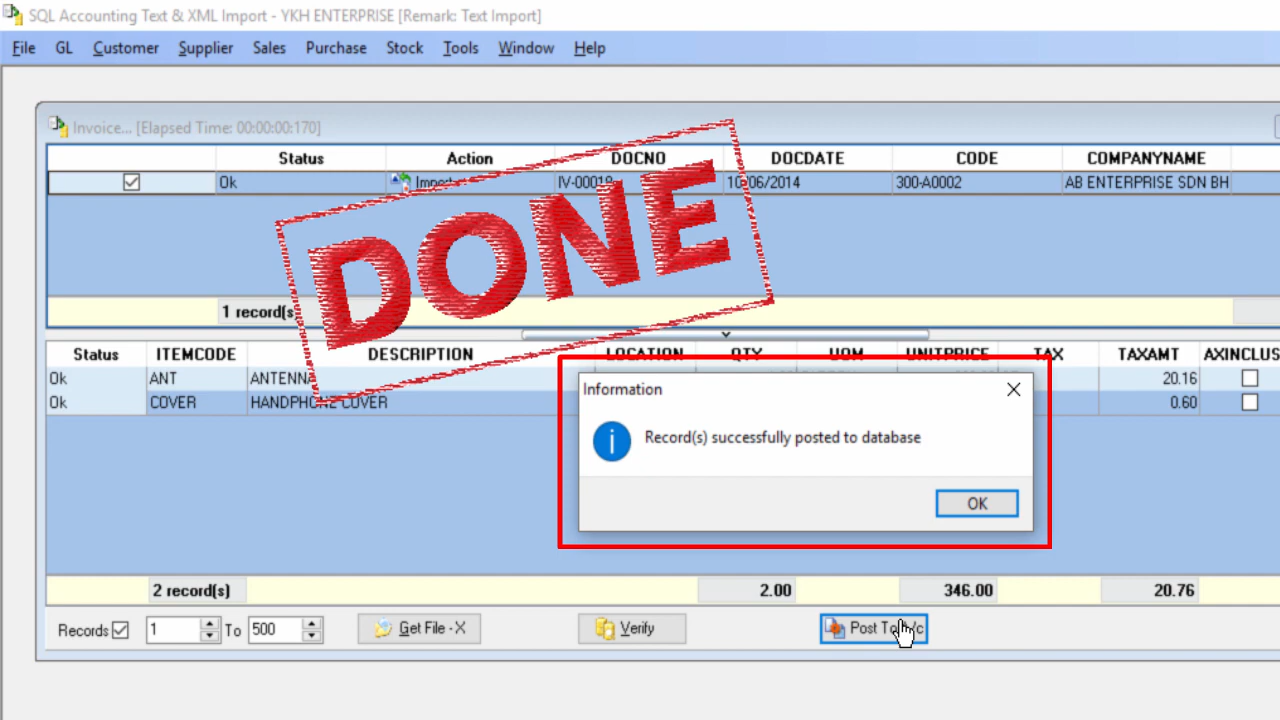 SQL Accounting Text & XML Import - YKH ENTERPRISE [Remark: Text Import]
File GL Customer Supplier Sales Purchase Stock Tools Window Help
Invoice... [Elapsed Time: 00:00:00:170]
Status Action DOCNO DOCDATE CODE COMPANYNAME
Ok 10/06/2014 300-A0002 AB ENTERPRISE SDN BH
DONE
1 record(s)
Status ITEMCODE DESCRIPTION LOCATION QTY UOM UNITPRICE TAX TAXAMT AXINCLUS
Ok ANT ANTENNA 20.16
Ok COVER HANDPHONE COVER 0.60
Information
Record(s) successfully posted to database
OK
2 record(s) 2.00 346.00 20.76
Records 1 To 500 Get File - X Verify Post To A/c